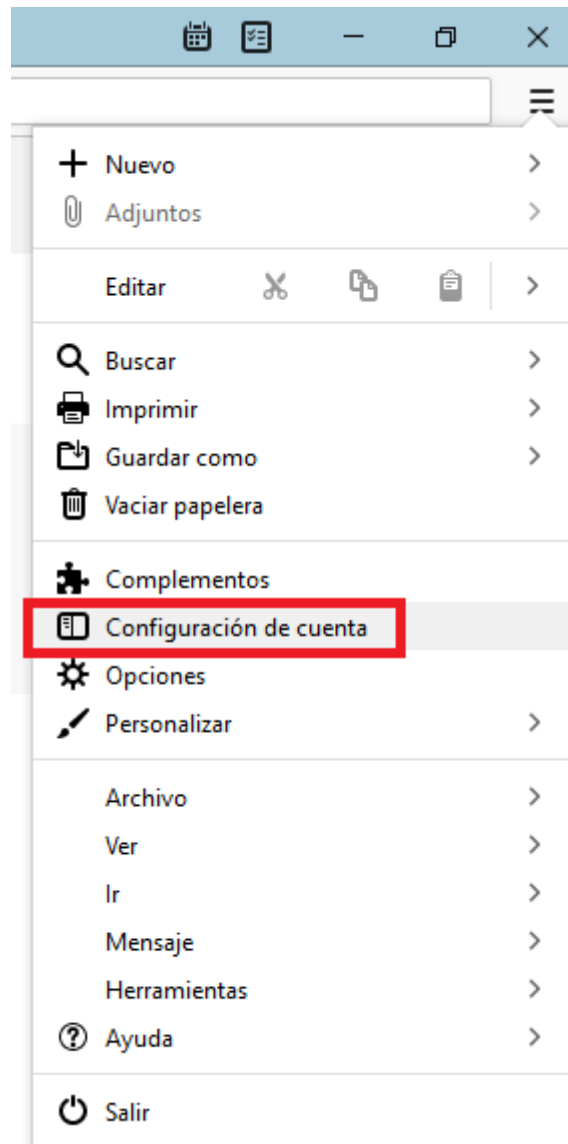 Nuevo
Adjuntos
Editar
Buscar
Imprimir
Guardar como
Vaciar papelera
Complementos
Configuración de cuenta
Opciones
Personalizar
Archivo
Ver
Ir
Mensaje
Herramientas
Ayuda
Salir